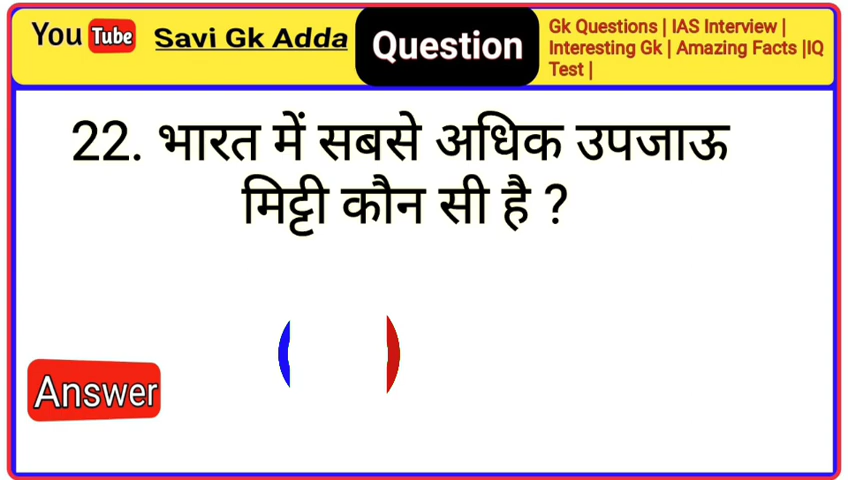 You Tube Savi Gk Adda Question
Gk Questions | IAS Interview |
Interesting Gk | Amazing Facts |IQ
Test |
22. भारत में सबसे अधिक उपजाऊ
मिट्टी कौन सी है ?
Answer